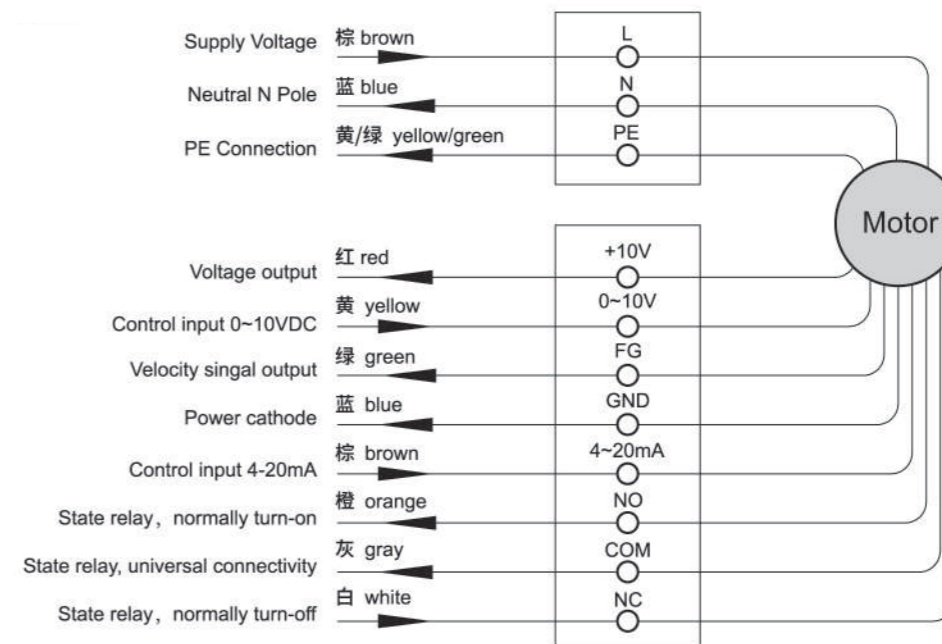 Supply Voltage 棕 brown L
Neutral N Pole 蓝 blue N
PE Connection 黄/绿 yellow/green PE
Motor
Voltage output 红 red +10V
Control input 0~10VDC 黄 yellow 0~10V
Velocity singal output 绿 green FG
Power cathode 蓝 blue GND
Control input 4-20mA 棕 brown 4~20mA
State relay，normally turn-on 橙 orange NO
State relay, universal connectivity 灰 gray COM
State relay，normally turn-off 白 white NC